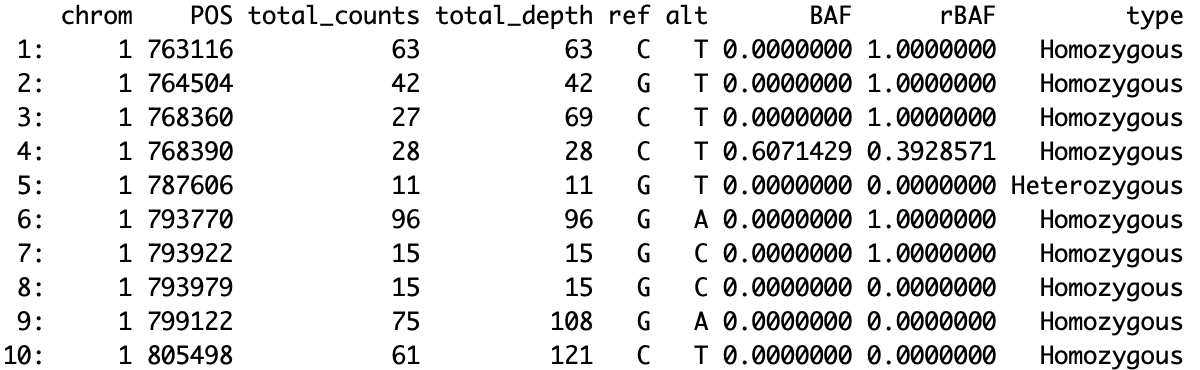 chrom POS total_counts total_depth ref alt BAF rBAF type
1: 1 763116 63 63 C T 0.0000000 1.0000000 Homozygous
2: 1 764504 42 42 G T 0.0000000 1.0000000 Homozygous
3: 1 768360 27 69 C T 0.0000000 1.0000000 Homozygous
4: 1 768390 28 28 C T 0.6071429 0.3928571 Homozygous
5: 1 787606 11 11 G T 0.0000000 0.0000000 Heterozygous
6: 1 793770 96 96 G A 0.0000000 1.0000000 Homozygous
7: 1 793922 15 15 G C 0.0000000 1.0000000 Homozygous
8: 1 793979 15 15 G C 0.0000000 0.0000000 Homozygous
9: 1 799122 75 108 G A 0.0000000 0.0000000 Homozygous
10: 1 805498 61 121 C T 0.0000000 0.0000000 Homozygous